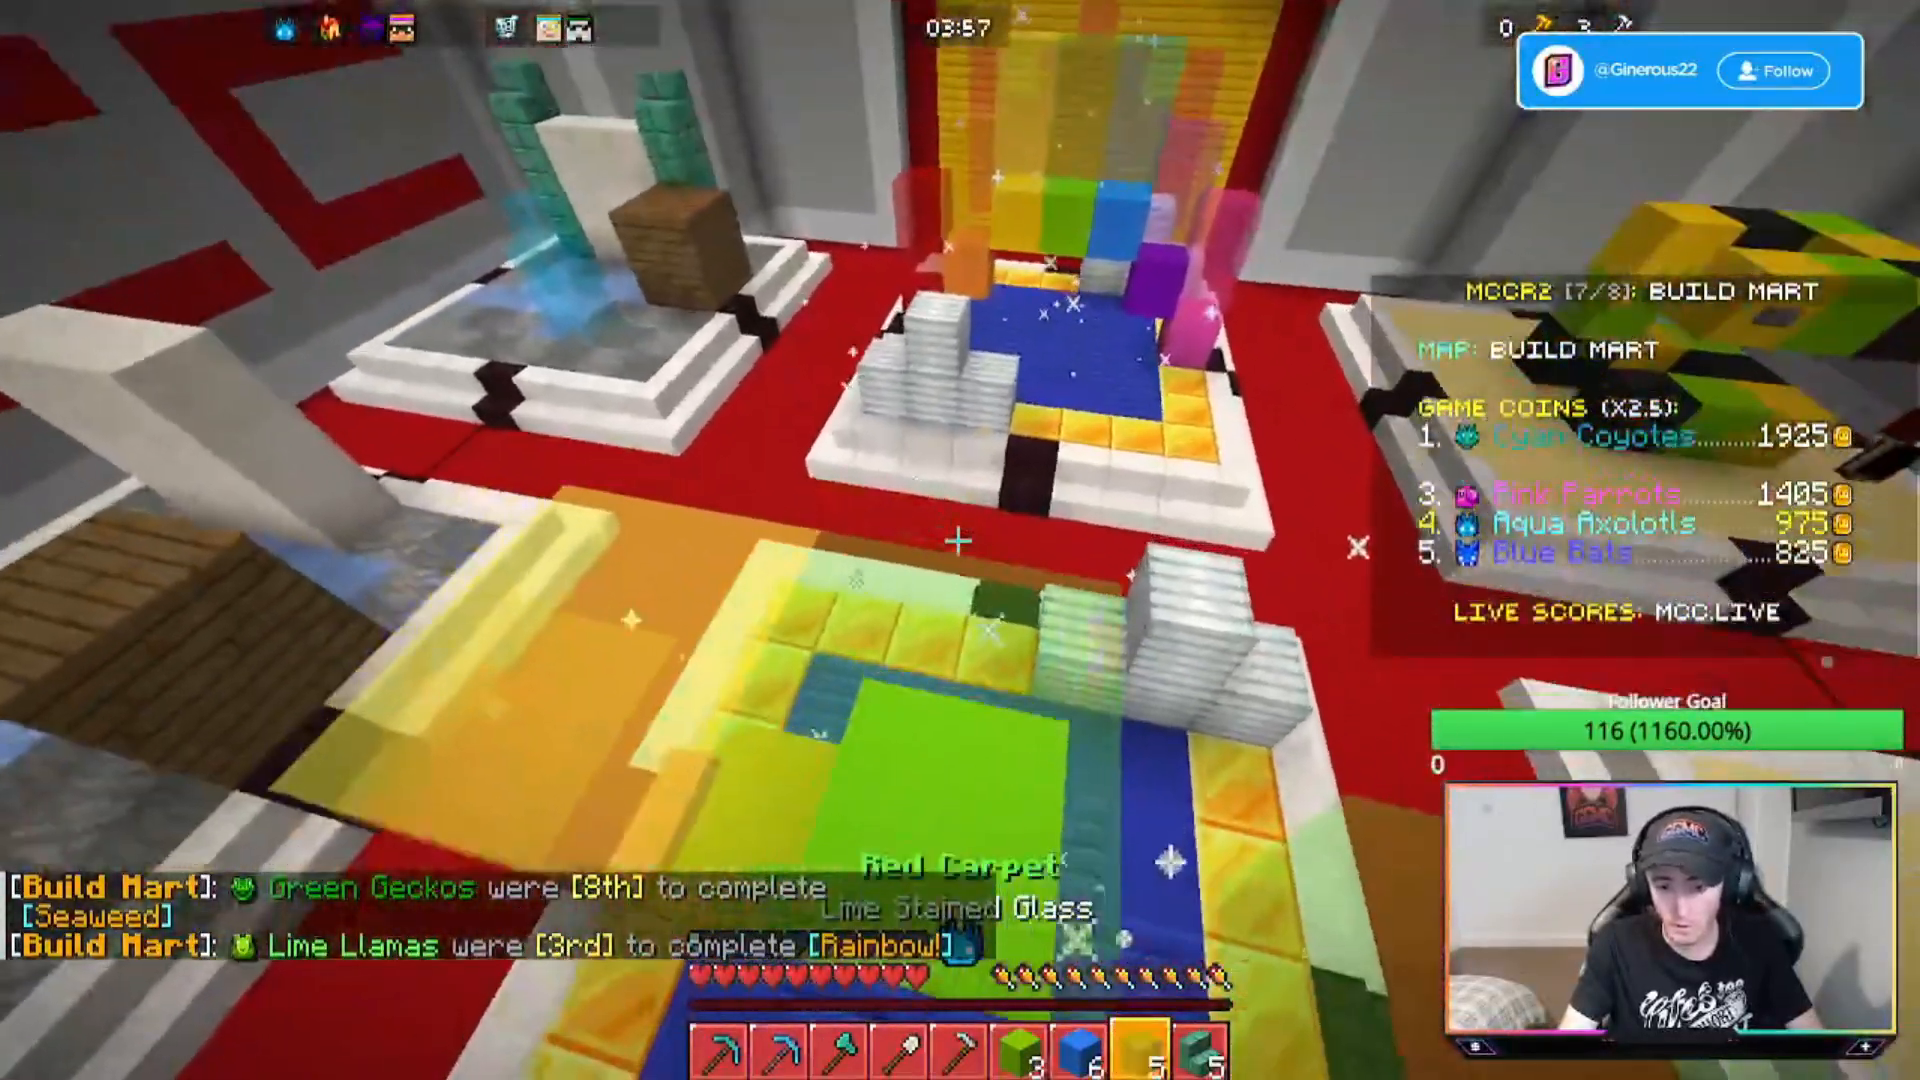 03:57
0 3
@Ginerous22 Follow
MCCR2 [7/8]: BUILD MART
MAP: BUILD MART
GAME COINS (X2.5):
1. Cyan Coyotes..........1925
3. Pink Parrots..........1405
4. Aqua Axolotls 975
5. Blue Bats..............825
LIVE SCORES: MCC.LIVE
Follower Goal
116 (1160.00%)
0
GGMC
Red Carpet
[Build Mart]: Green Geckos were [8th] to complete
[Seaweed]
Lime Stained Glass
[Build Mart]: Lime Llamas were [3rd] to complete [Rainbow!]
3 6 5 5